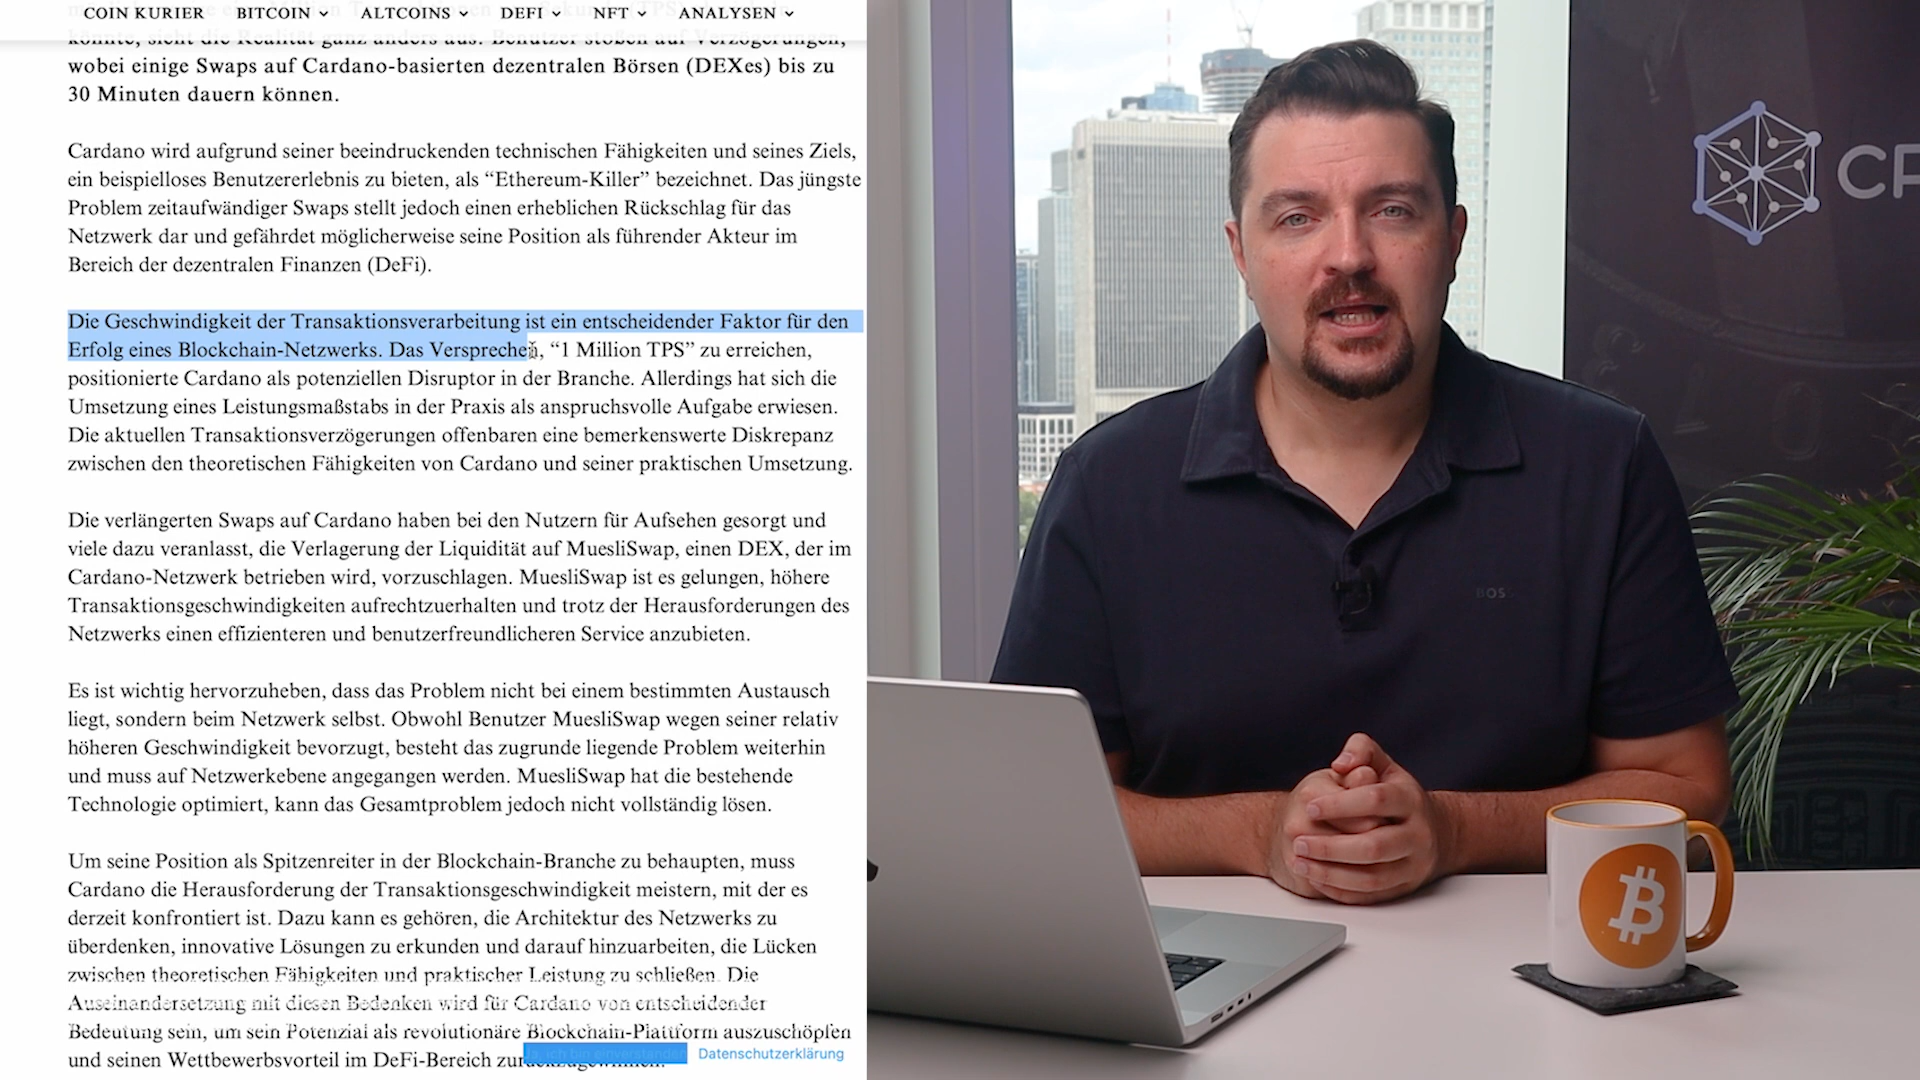 COIN KURIER BITCOIN ALTCOINS DEFI NFT ANALYSEN
könnte, sieht die Realität ganz anders aus. Benutzer stoßen auf Verzögerungen,
wobei einige Swaps auf Cardano-basierten dezentralen Börsen (DEXes) bis zu
30 Minuten dauern können.
Cardano wird aufgrund seiner beeindruckenden technischen Fähigkeiten und seines Ziels,
ein beispielloses Benutzererlebnis zu bieten, als “Ethereum-Killer” bezeichnet. Das jüngste
Problem zeitaufwändiger Swaps stellt jedoch einen erheblichen Rückschlag für das
Netzwerk dar und gefährdet möglicherweise seine Position als führender Akteur im
Bereich der dezentralen Finanzen (DeFi).
Die Geschwindigkeit der Transaktionsverarbeitung ist ein entscheidender Faktor für den
Erfolg eines Blockchain-Netzwerks. Das Versprechen, “1 Million TPS” zu erreichen,
positionierte Cardano als potenziellen Disruptor in der Branche. Allerdings hat sich die
Umsetzung eines Leistungsmaßstabs in der Praxis als anspruchsvolle Aufgabe erwiesen.
Die aktuellen Transaktionsverzögerungen offenbaren eine bemerkenswerte Diskrepanz
zwischen den theoretischen Fähigkeiten von Cardano und seiner praktischen Umsetzung.
Die verlängerten Swaps auf Cardano haben bei den Nutzern für Aufsehen gesorgt und
viele dazu veranlasst, die Verlagerung der Liquidität auf MuesliSwap, einen DEX, der im
Cardano-Netzwerk betrieben wird, vorzuschlagen. MuesliSwap ist es gelungen, höhere
Transaktionsgeschwindigkeiten aufrechtzuerhalten und trotz der Herausforderungen des
Netzwerks einen effizienteren und benutzerfreundlicheren Service anzubieten.
Es ist wichtig hervorzuheben, dass das Problem nicht bei einem bestimmten Austausch
liegt, sondern beim Netzwerk selbst. Obwohl Benutzer MuesliSwap wegen seiner relativ
höheren Geschwindigkeit bevorzugt, besteht das zugrunde liegende Problem weiterhin
und muss auf Netzwerkebene angegangen werden. MuesliSwap hat die bestehende
Technologie optimiert, kann das Gesamtproblem jedoch nicht vollständig lösen.
Um seine Position als Spitzenreiter in der Blockchain-Branche zu behaupten, muss
Cardano die Herausforderung der Transaktionsgeschwindigkeit meistern, mit der es
derzeit konfrontiert ist. Dazu kann es gehören, die Architektur des Netzwerks zu
überdenken, innovative Lösungen zu erkunden und darauf hinzuarbeiten, die Lücken
zwischen theoretischen Fähigkeiten und praktischer Leistung zu schließen. Die
Auseinandersetzung mit diesen Bedenken wird für Cardano von entscheidender
Bedeutung sein, um sein Potenzial als revolutionäre Blockchain-Plattform auszuschöpfen
und seinen Wettbewerbsvorteil im DeFi-Bereich zurückzugewinnen.
Datenschutzerklärung
BOSS